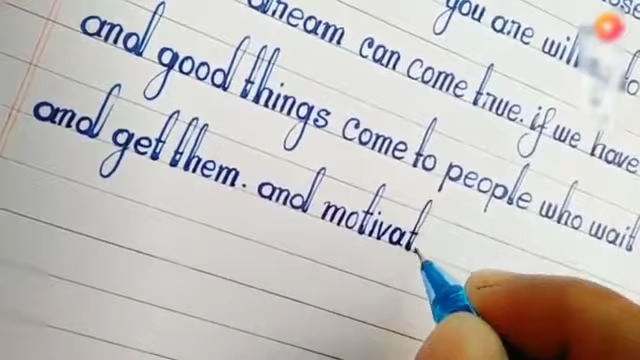 you are
dream can come true. if we have
and good things come to people who wait
and get them. and motivat